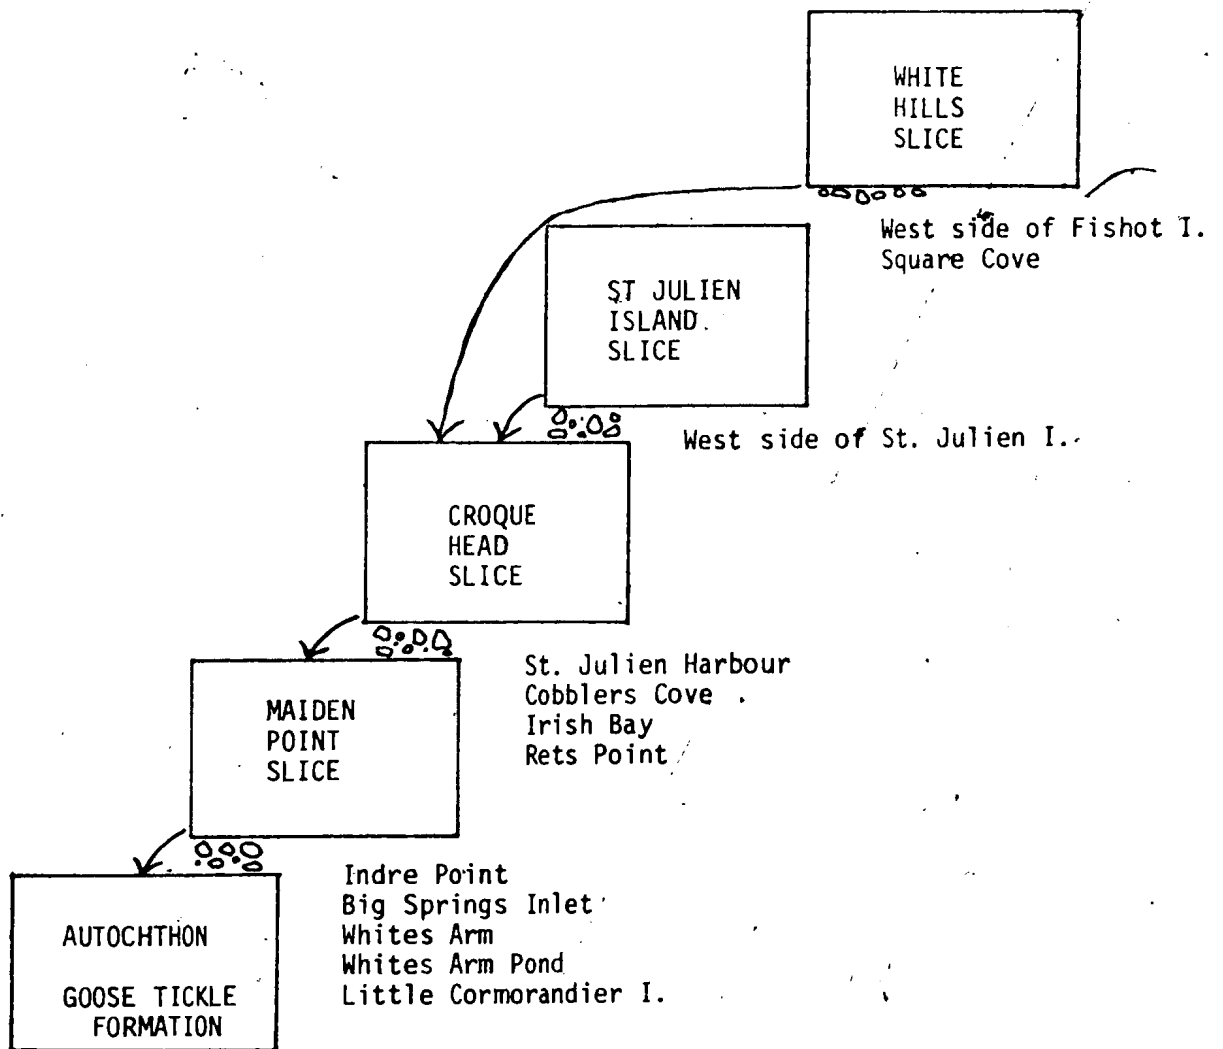 WHITE
HILLS
SLICE
West side of Fishot I.
Square Cove
ST JULIEN
ISLAND
SLICE
West side of St. Julien I.
CROQUE
HEAD
SLICE
St. Julien Harbour
Cobblers Cove
Irish Bay
Rets Point
MAIDEN
POINT
SLICE
Indre Point
Big Springs Inlet
Whites Arm
Whites Arm Pond
Little Cormorandier I.
AUTOCHTHON
GOOSE TICKLE
FORMATION